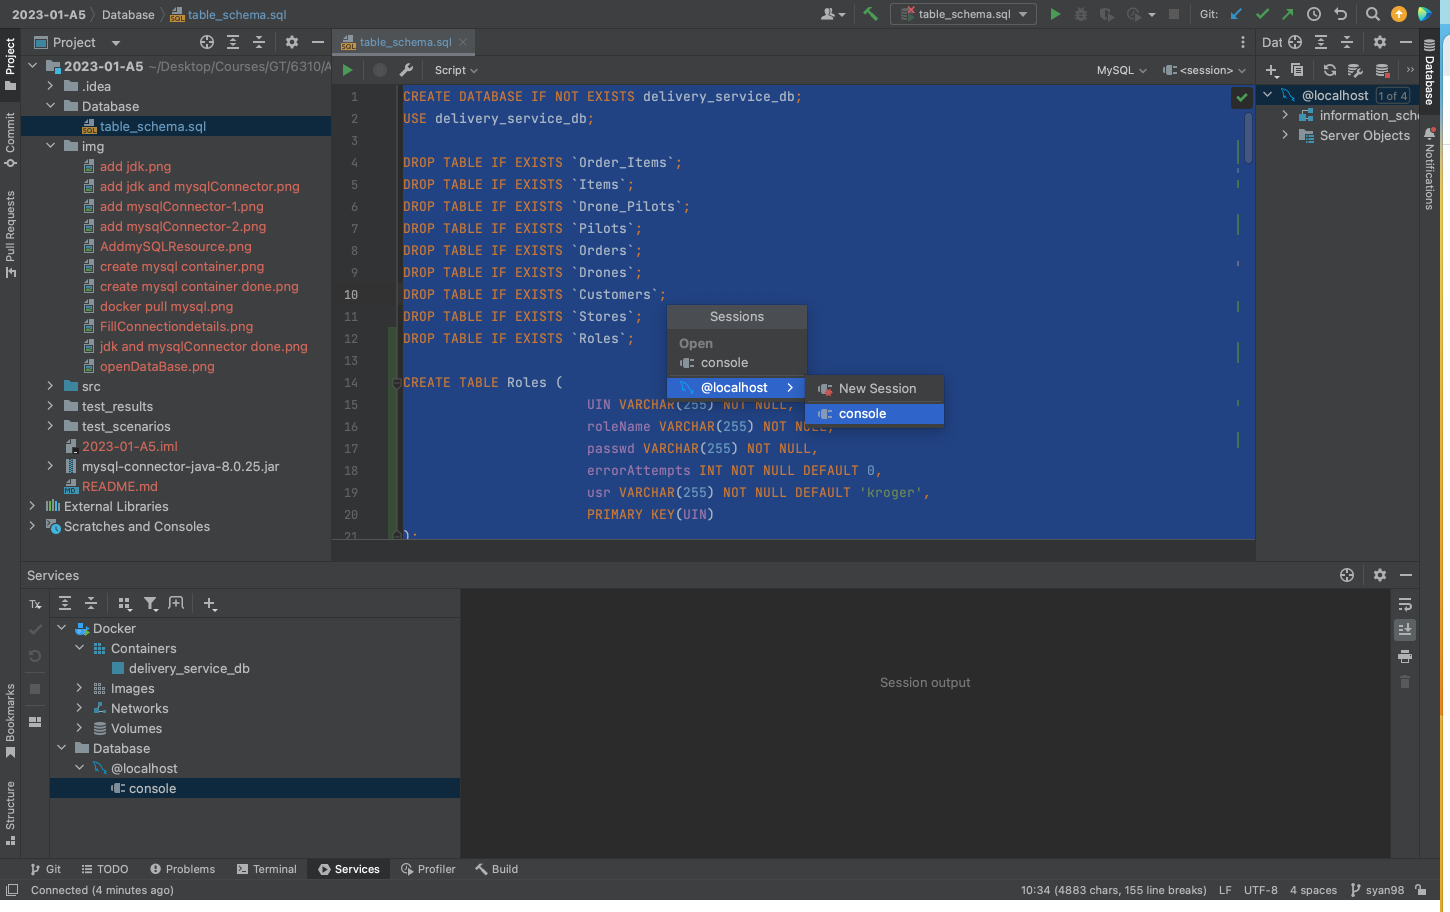 2023-01-A5 Database table_schema.sql
table_schema.sql
Git:
Project
table_schema.sql
Dat
2023-01-A5 ~/Desktop/Courses/GT/6310/A
.idea
Database
table_schema.sql
img
add jdk.png
add jdk and mysqlConnector.png
add mysqlConnector-1.png
add mysqlConnector-2.png
AddmySQLResource.png
create mysql container.png
create mysql container done.png
docker pull mysql.png
FillConnectiondetails.png
jdk and mysqlConnector done.png
openDataBase.png
src
test_results
test_scenarios
2023-01-A5.iml
mysql-connector-java-8.0.25.jar
README.md
External Libraries
Scratches and Consoles
Project
Commit
Pull Requests
Bookmarks
Structure
Script
MySQL
<session>
1 CREATE DATABASE IF NOT EXISTS delivery_service_db;
2 USE delivery_service_db;
3
4 DROP TABLE IF EXISTS `Order_Items`;
5 DROP TABLE IF EXISTS `Items`;
6 DROP TABLE IF EXISTS `Drone_Pilots`;
7 DROP TABLE IF EXISTS `Pilots`;
8 DROP TABLE IF EXISTS `Orders`;
9 DROP TABLE IF EXISTS `Drones`;
10 DROP TABLE IF EXISTS `Customers`;
11 DROP TABLE IF EXISTS `Stores`;
12 DROP TABLE IF EXISTS `Roles`;
13
14 CREATE TABLE Roles (
15 UIN VARCHAR(255) NOT NULL,
16 roleName VARCHAR(255) NOT NULL,
17 passwd VARCHAR(255) NOT NULL,
18 errorAttempts INT NOT NULL DEFAULT 0,
19 usr VARCHAR(255) NOT NULL DEFAULT 'kroger',
20 PRIMARY KEY(UIN)
21 );
Sessions
Open
console
@localhost
New Session
console
@localhost 1 of 4
information_sche
Server Objects
Database
Notifications
Services
Tx
Docker
Containers
delivery_service_db
Images
Networks
Volumes
Database
@localhost
console
Session output
Git TODO Problems Terminal Services Profiler Build
Connected (4 minutes ago)
10:34 (4883 chars, 155 line breaks) LF UTF-8 4 spaces syan98